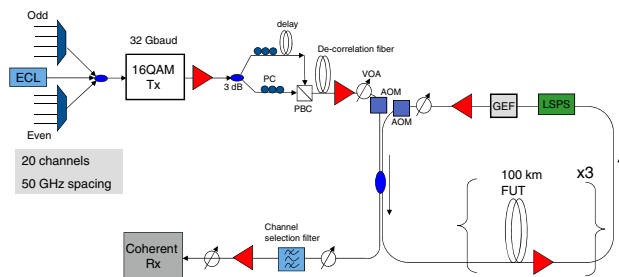 Odd
ECL
Even
32 Gbaud
16QAM
Tx
3 dB
delay
PC
PBC
De-correlation fiber
VOA
AOM
AOM
GEF
LSPS
20 channels
50 GHz spacing
100 km
FUT
x3
Channel
selection filter
Coherent
Rx